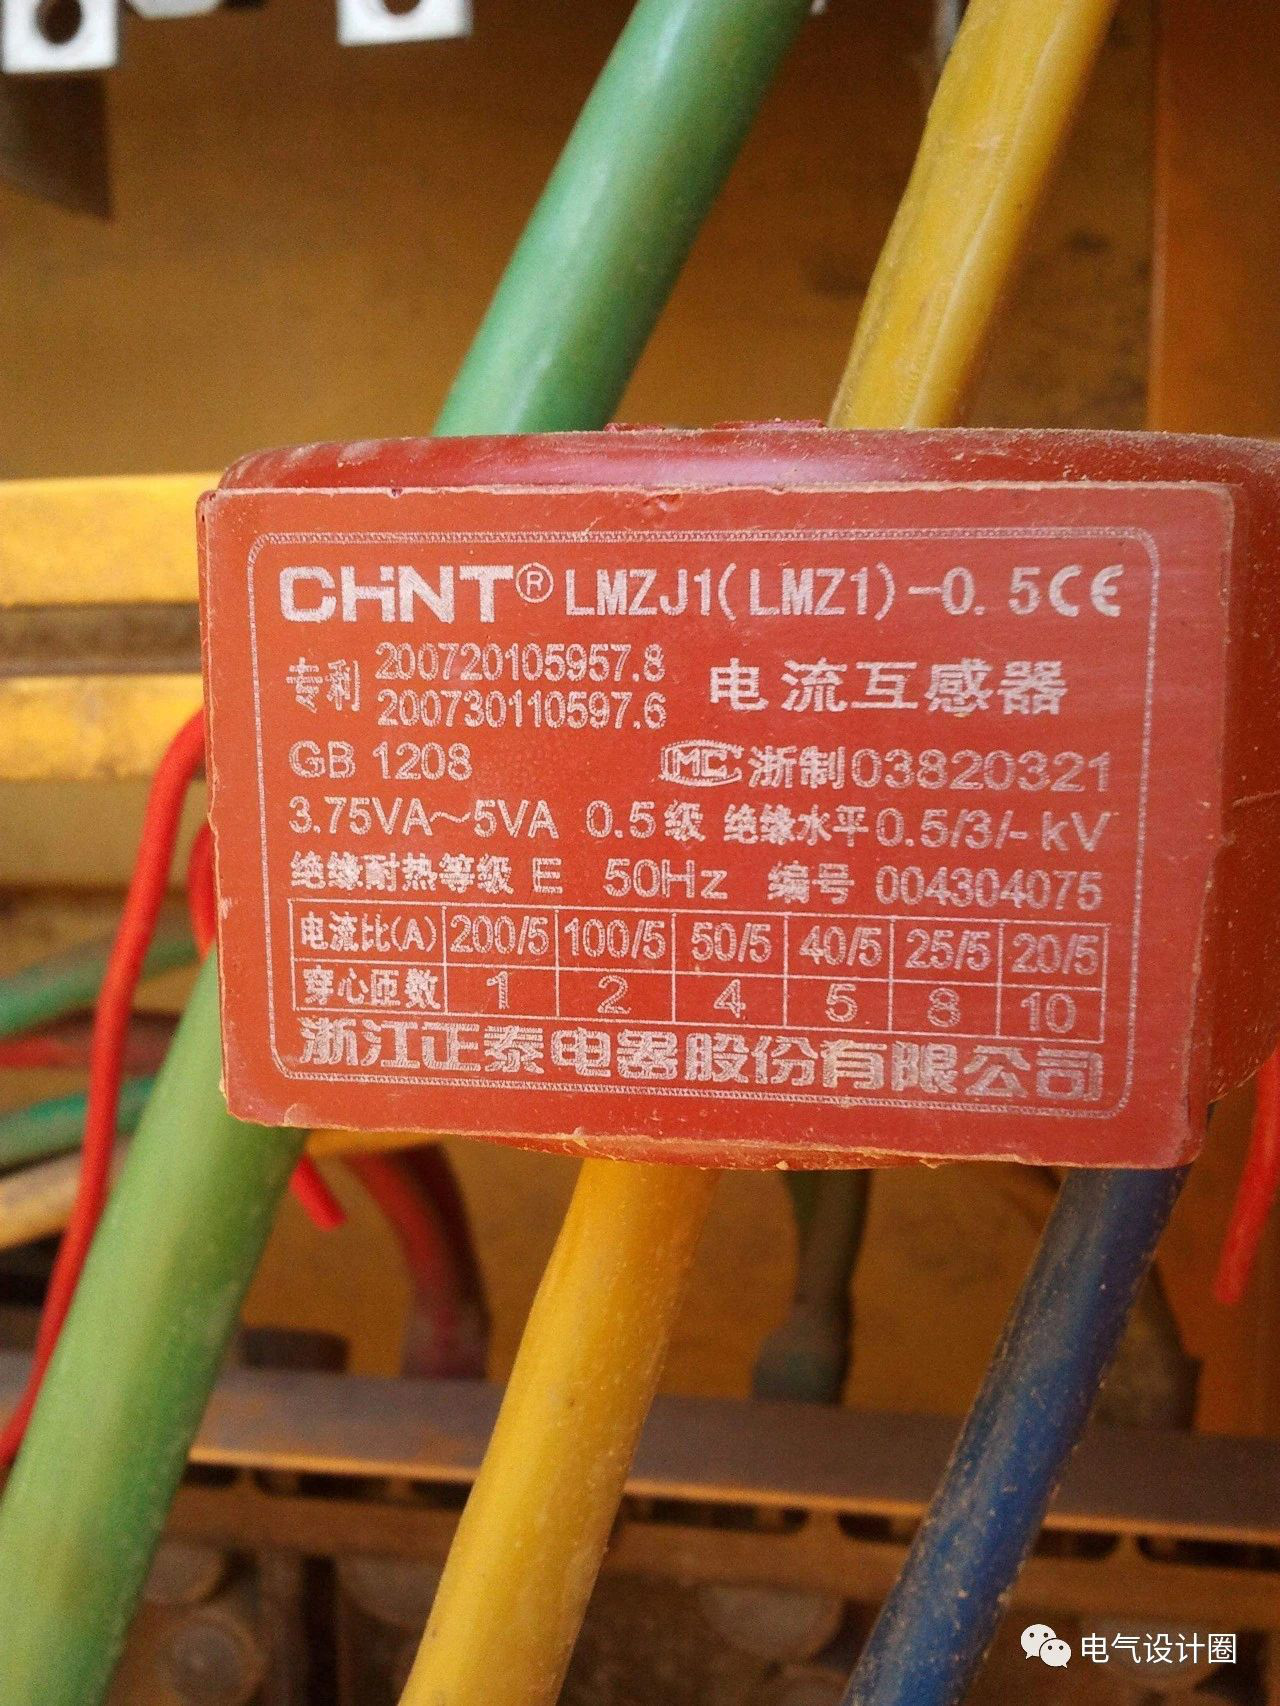 CHNT® LMZJ1(LMZ1)-0.5 CE
专利 200720105957.8
200730110597.6
电流互感器
GB 1208 MC 浙制03820321
3.75VA~5VA 0.5级 绝缘水平0.5/3/-kV
绝缘耐热等级 E 50Hz 编号 004304075
电流比(A) 200/5 100/5 50/5 40/5 25/5 20/5
穿心匝数 1 2 4 5 8 10
浙江正泰电器股份有限公司
电气设计圈